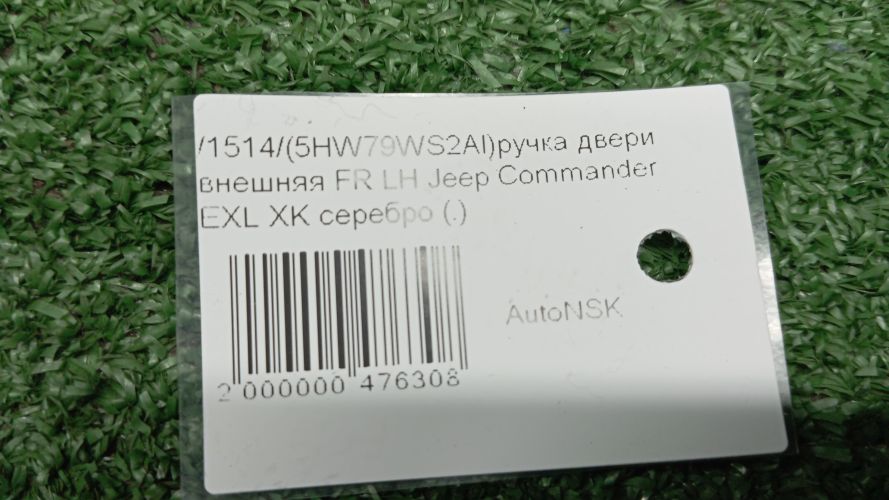 /1514/(5HW79WS2AI)ручка двери
внешняя FR LH Jeep Commander
EXL XK серебро (.)
AutoNSK
2 000000 476308